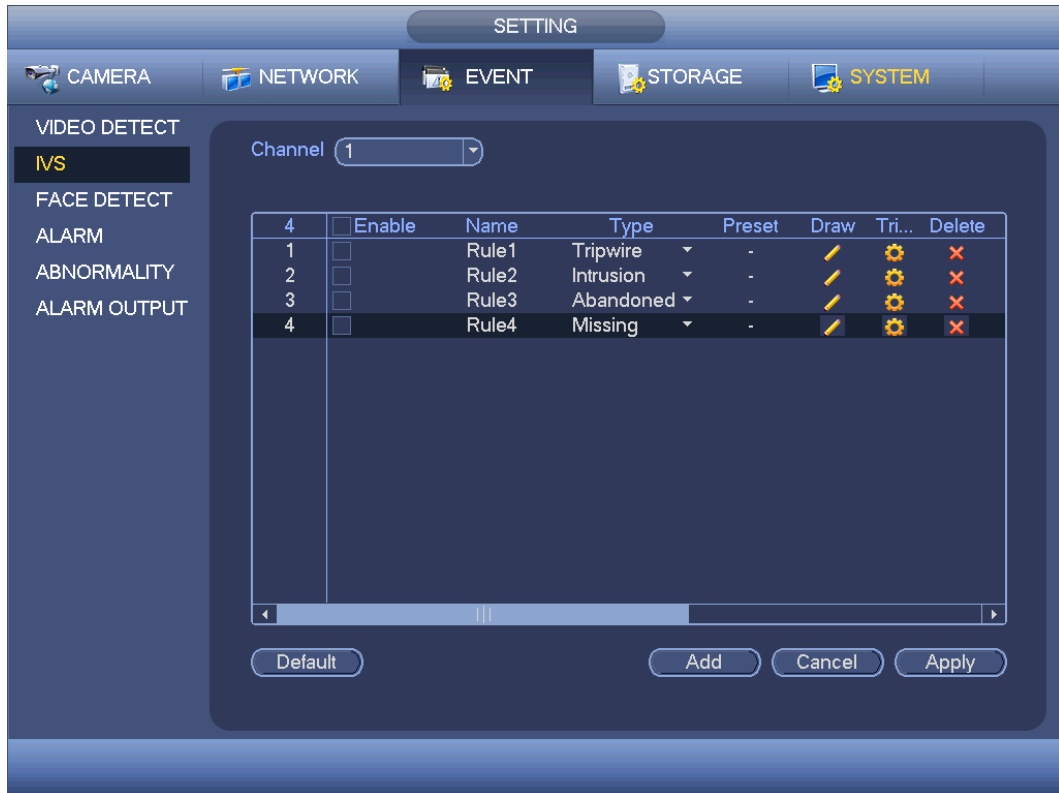 SETTING
CAMERA NETWORK EVENT STORAGE SYSTEM
VIDEO DETECT
IVS
FACE DETECT
ALARM
ABNORMALITY
ALARM OUTPUT
Channel 1
4 Enable Name Type Preset Draw Tri... Delete
1 Rule1 Tripwire -
2 Rule2 Intrusion -
3 Rule3 Abandoned -
4 Rule4 Missing -
Default Add Cancel Apply